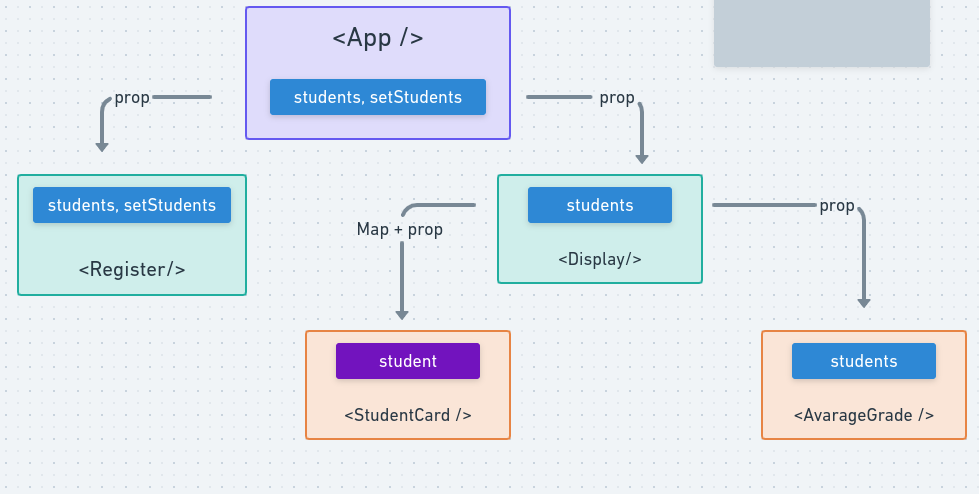 <App />
students, setStudents
prop
prop
students, setStudents
<Register/>
students
<Display/>
Map + prop
prop
student
<StudentCard />
students
<AvarageGrade />